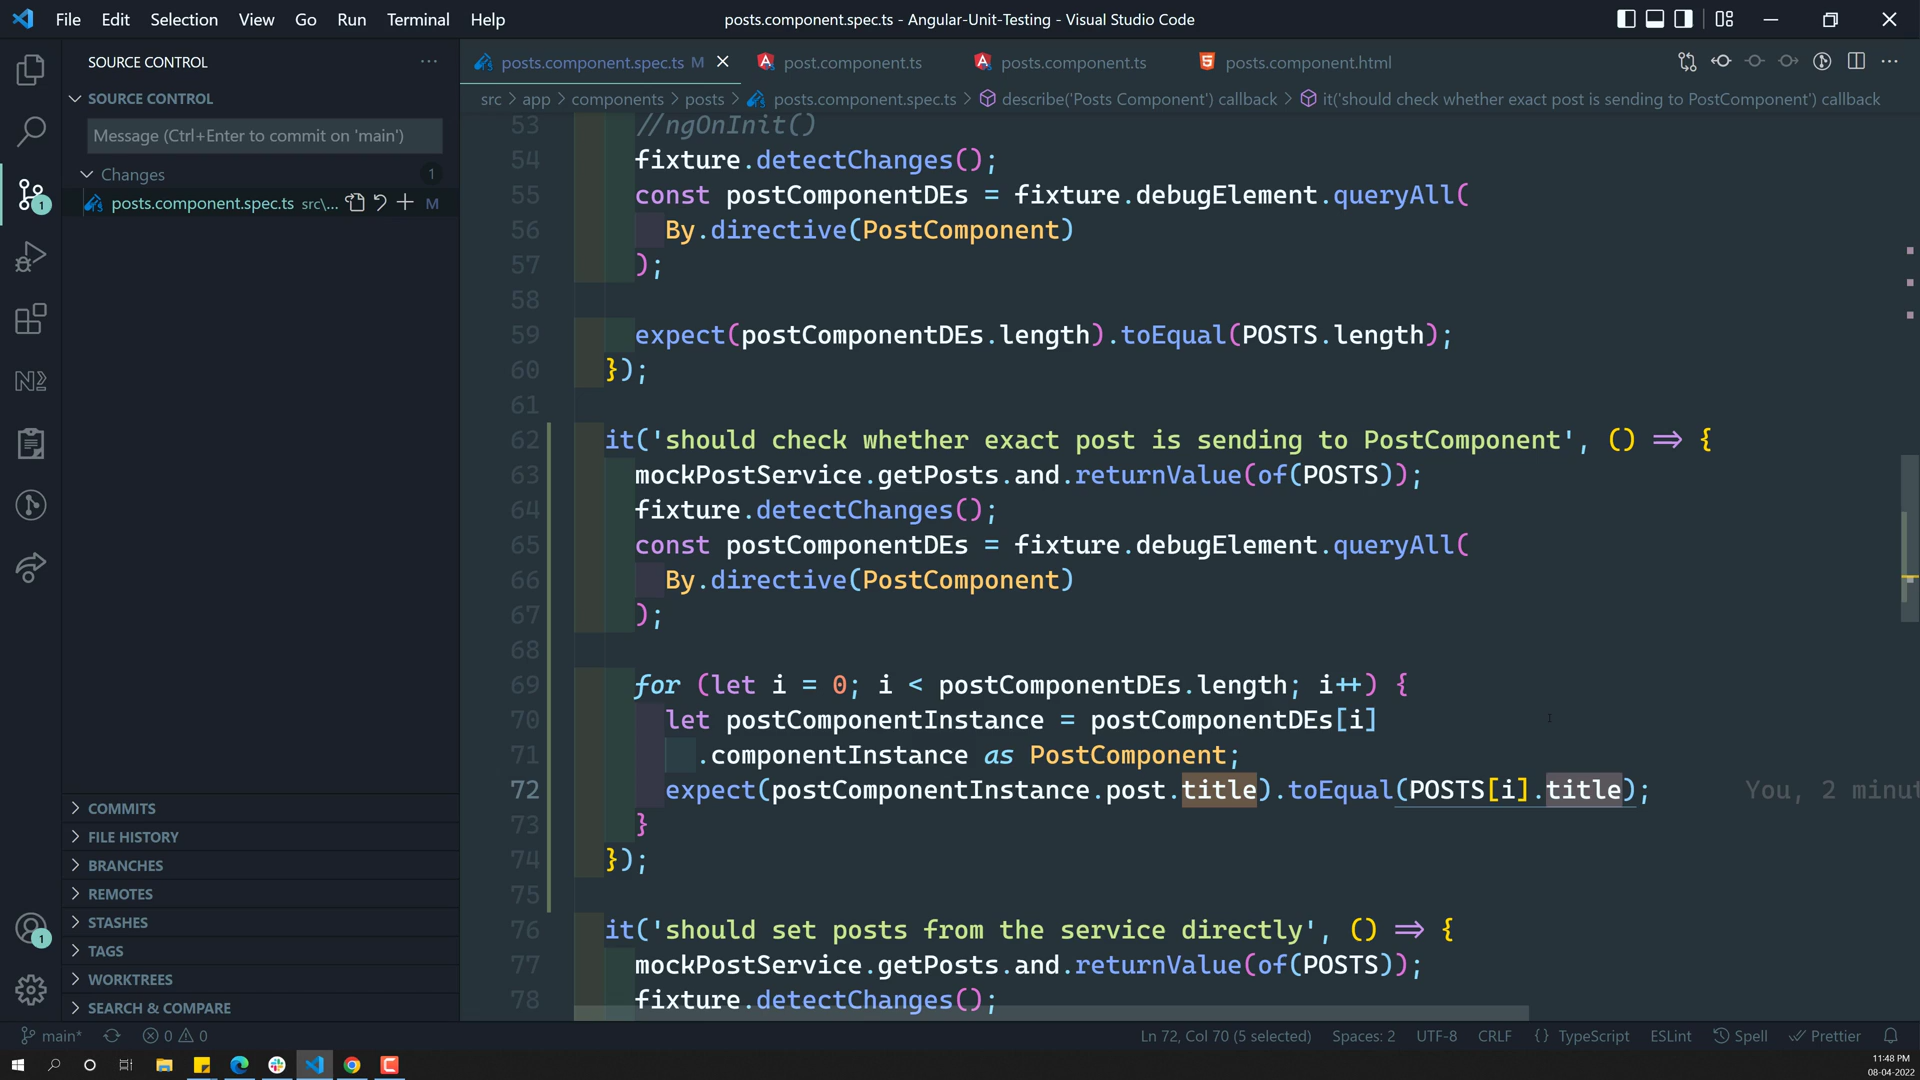 File Edit Selection View Go Run Terminal Help
posts.component.spec.ts - Angular-Unit-Testing - Visual Studio Code
SOURCE CONTROL
posts.component.spec.ts M
post.component.ts
posts.component.ts
posts.component.html
SOURCE CONTROL
src > app > components > posts > posts.component.spec.ts > describe('Posts Component') callback > it('should check whether exact post is sending to PostComponent') callback
Message (Ctrl+Enter to commit on 'main')
Changes 1
posts.component.spec.ts src\... M
1
COMMITS
FILE HISTORY
BRANCHES
REMOTES
STASHES
TAGS
WORKTREES
SEARCH & COMPARE
1
53 //ngOnInit()
54 fixture.detectChanges();
55 const postComponentDEs = fixture.debugElement.queryAll(
56 By.directive(PostComponent)
57 );
58
59 expect(postComponentDEs.length).toEqual(POSTS.length);
60 });
61
62 it('should check whether exact post is sending to PostComponent', () => {
63 mockPostService.getPosts.and.returnValue(of(POSTS));
64 fixture.detectChanges();
65 const postComponentDEs = fixture.debugElement.queryAll(
66 By.directive(PostComponent)
67 );
68
69 for (let i = 0; i < postComponentDEs.length; i++) {
70 let postComponentInstance = postComponentDEs[i]
71 .componentInstance as PostComponent;
72 expect(postComponentInstance.post.title).toEqual(POSTS[i].title); You, 2 minut
73 }
74 });
75
76 it('should set posts from the service directly', () => {
77 mockPostService.getPosts.and.returnValue(of(POSTS));
78 fixture.detectChanges();
main* 0 0 Ln 72, Col 70 (5 selected) Spaces: 2 UTF-8 CRLF {} TypeScript ESLint Spell Prettier
11:48 PM
08-04-2022